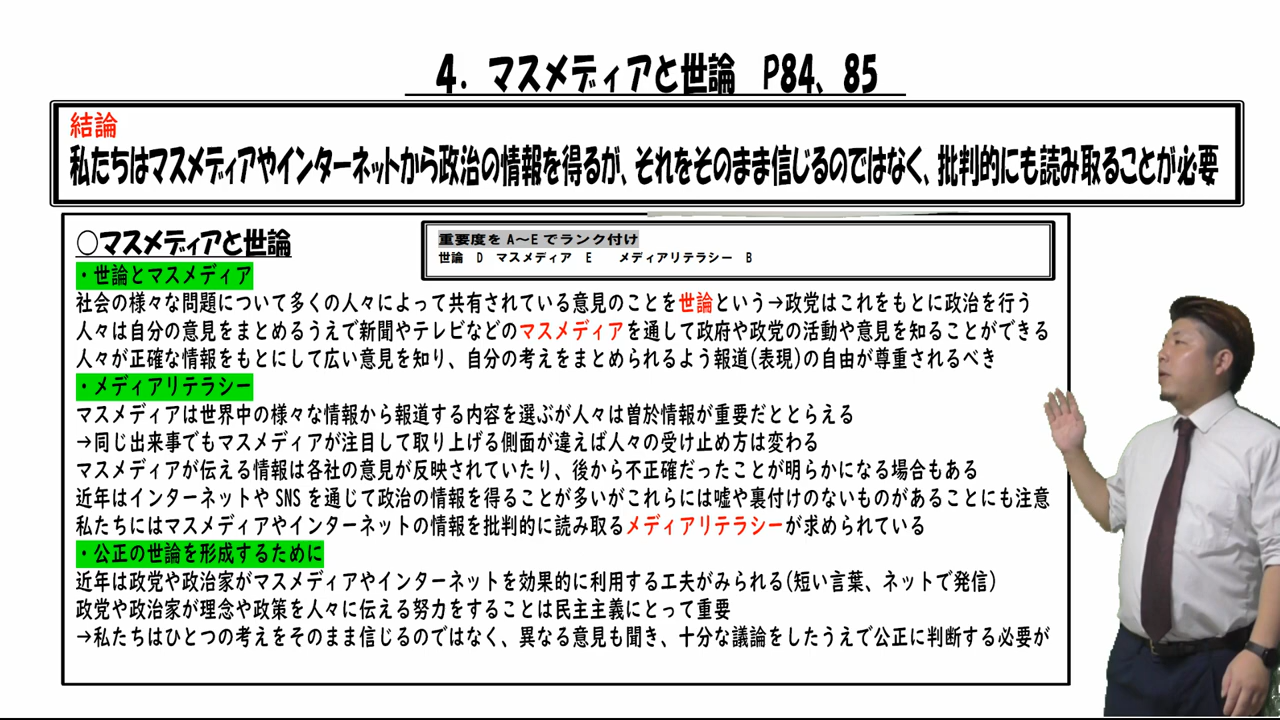 4. マスメディアと世論 P84、85
結論
私たちはマスメディアやインターネットから政治の情報を得るが、それをそのまま信じるのではなく、批判的にも読み取ることが必要
○マスメディアと世論
重要度を A～E でランク付け
世論 D マスメディア E メディアリテラシー B
・世論とマスメディア
社会の様々な問題について多くの人々によって共有されている意見のことを世論という→政党はこれをもとに政治を行う
人々は自分の意見をまとめるうえで新聞やテレビなどのマスメディアを通して政府や政党の活動や意見を知ることができる
人々が正確な情報をもとにして広い意見を知り、自分の考えをまとめられるよう報道(表現)の自由が尊重されるべき
・メディアリテラシー
マスメディアは世界中の様々な情報から報道する内容を選ぶが人々は曽於情報が重要だととらえる
→同じ出来事でもマスメディアが注目して取り上げる側面が違えば人々の受け止め方は変わる
マスメディアが伝える情報は各社の意見が反映されていたり、後から不正確だったことが明らかになる場合もある
近年はインターネットや SNS を通じて政治の情報を得ることが多いがこれらには嘘や裏付けのないものがあることにも注意
私たちにはマスメディアやインターネットの情報を批判的に読み取るメディアリテラシーが求められている
・公正の世論を形成するために
近年は政党や政治家がマスメディアやインターネットを効果的に利用する工夫がみられる(短い言葉、ネットで発信)
政党や政治家が理念や政策を人々に伝える努力をすることは民主主義にとって重要
→私たちはひとつの考えをそのまま信じるのではなく、異なる意見も聞き、十分な議論をしたうえで公正に判断する必要が